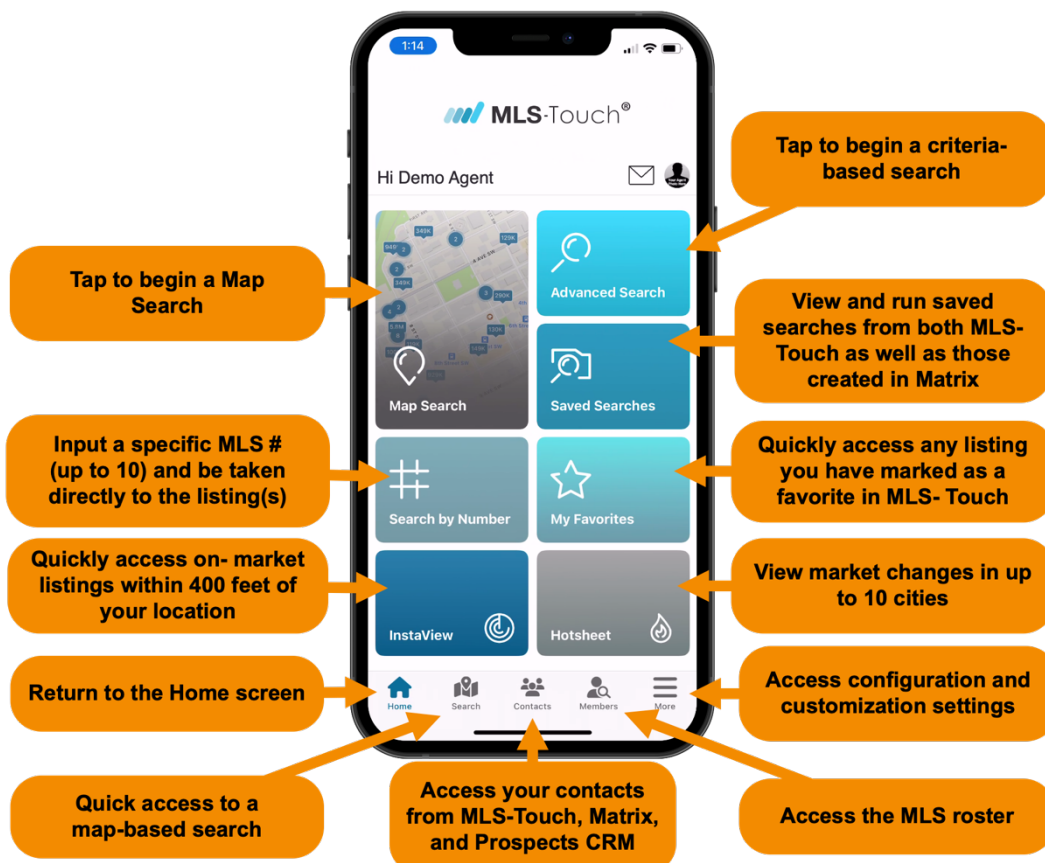 1:14
MLS-Touch®
Hi Demo Agent
Tap to begin a criteria-
based search
Tap to begin a Map
Search
Map Search
Advanced Search
View and run saved
searches from both MLS-
Touch as well as those
created in Matrix
Saved Searches
Input a specific MLS #
(up to 10) and be taken
directly to the listing(s)
Search by Number
My Favorites
Quickly access any listing
you have marked as a
favorite in MLS- Touch
Quickly access on- market
listings within 400 feet of
your location
InstaView
Hotsheet
View market changes in up
to 10 cities
Return to the Home screen
Home
Search
Contacts
Members
More
Access configuration and
customization settings
Quick access to a
map-based search
Access your contacts
from MLS-Touch, Matrix,
and Prospects CRM
Access the MLS roster